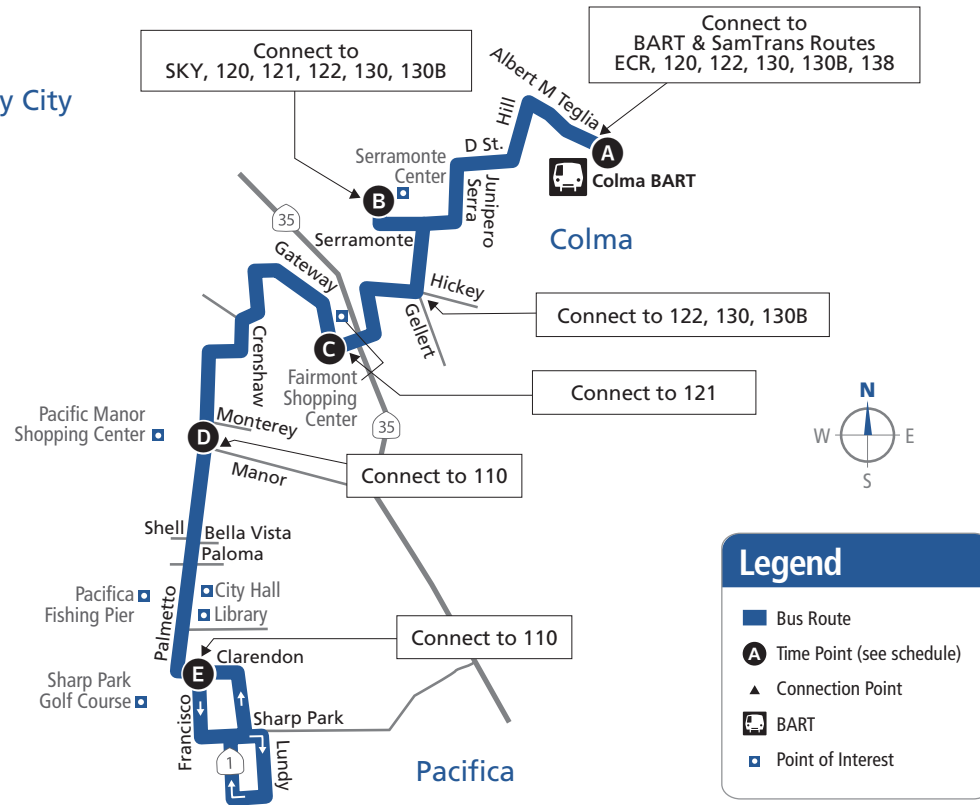 Connect to
SKY, 120, 121, 122, 130, 130B
Connect to
BART & SamTrans Routes
ECR, 120, 122, 130, 130B, 138
y City
Albert M Teglia
Hill
D St.
A
Colma BART
Serramonte
Center
B
Junipero
Serra
Colma
35
Serramonte
Gateway
Hickey
Gellert
Connect to 122, 130, 130B
C
Crenshaw
Fairmont
Shopping
Center
Connect to 121
35
N
W
E
S
Pacific Manor
Shopping Center
Monterey
D
Manor
Connect to 110
Shell
Bella Vista
Paloma
Pacifica
Fishing Pier
City Hall
Library
Palmetto
Connect to 110
E
Clarendon
Sharp Park
Golf Course
Francisco
Sharp Park
Lundy
1
Pacifica
Legend
Bus Route
A
Time Point (see schedule)
Connection Point
BART
Point of Interest